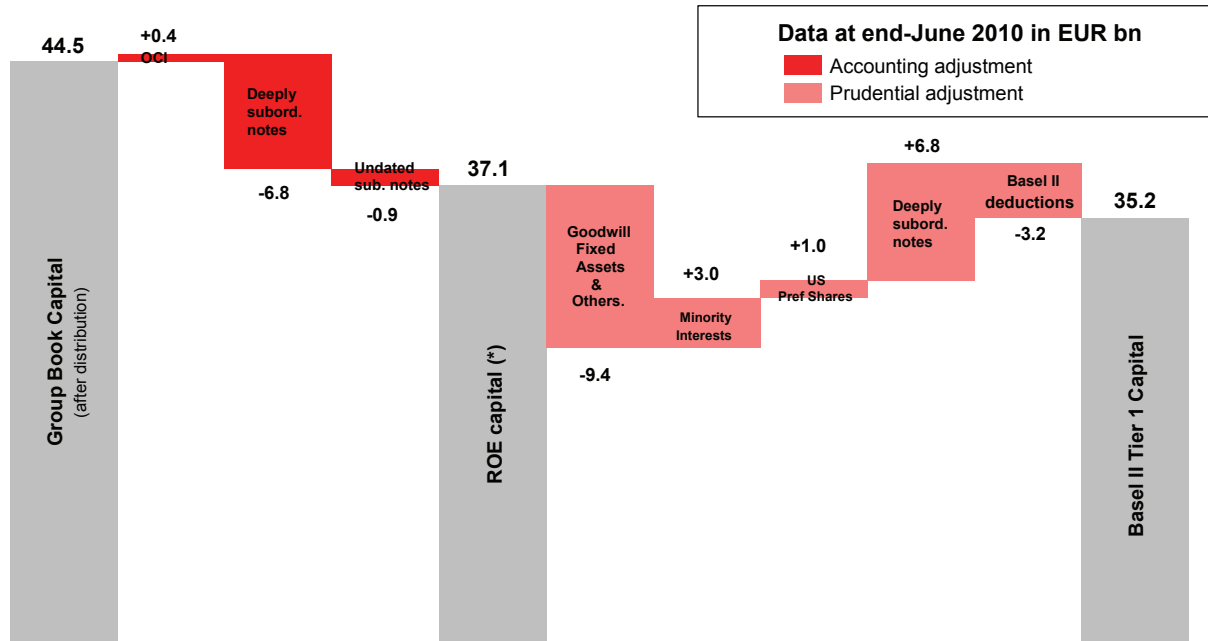 Data at end-June 2010 in EUR bn
Accounting adjustment
Prudential adjustment
44.5
+0.4
OCI
Deeply
subord.
notes
-6.8
Undated
sub. notes
-0.9
37.1
Goodwill
Fixed
Assets
&
Others.
-9.4
+3.0
Minority
Interests
+1.0
US
Pref Shares
+6.8
Deeply
subord.
notes
Basel II
deductions
-3.2
35.2
Group Book Capital
(after distribution)
ROE capital (*)
Basel II Tier 1 Capital